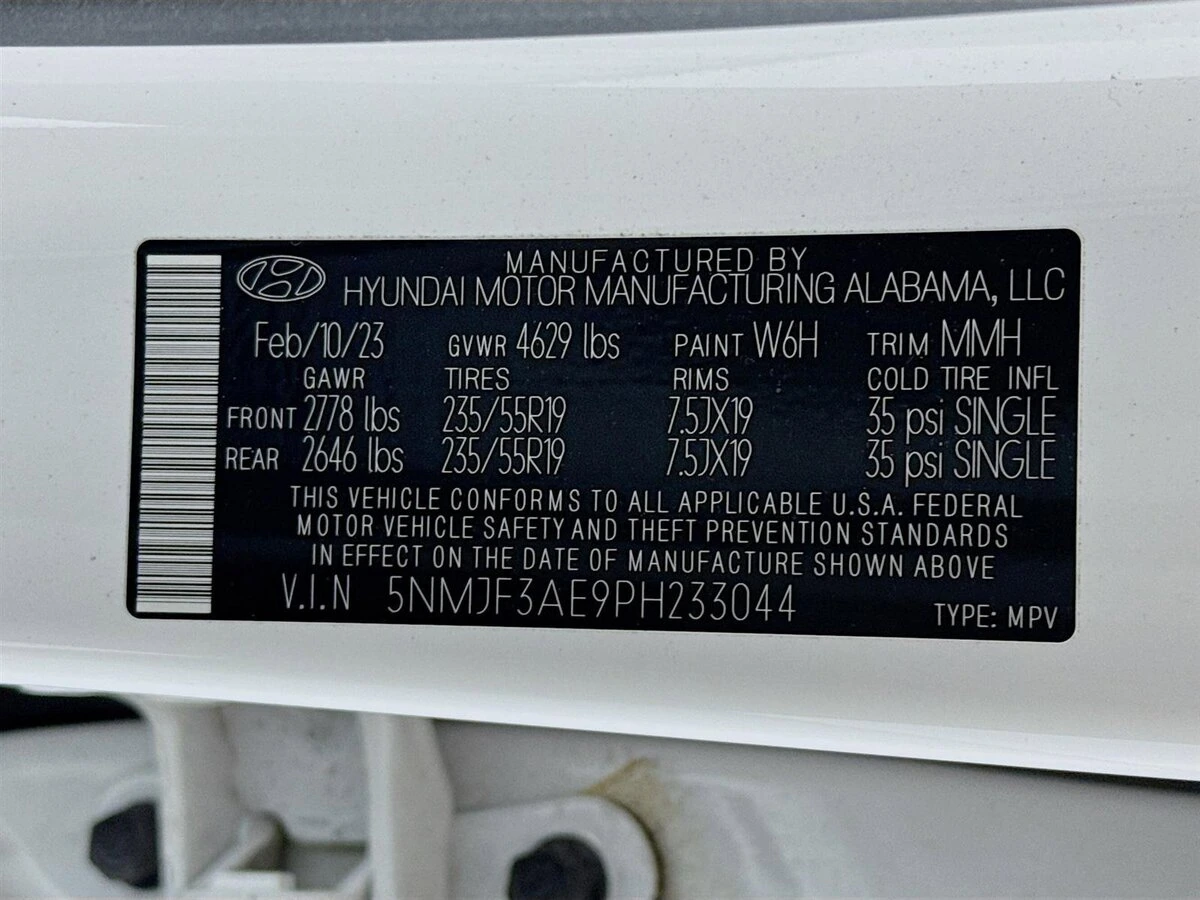 MANUFACTURED BY
HYUNDAI MOTOR MANUFACTURING ALABAMA, LLC
Feb/10/23 GVWR 4629 lbs PAINT W6H TRIM MMH
GAWR TIRES RIMS COLD TIRE INFL
FRONT 2778 lbs 235/55R19 7.5JX19 35 psi SINGLE
REAR 2646 lbs 235/55R19 7.5JX19 35 psi SINGLE
THIS VEHICLE CONFORMS TO ALL APPLICABLE U.S.A. FEDERAL
MOTOR VEHICLE SAFETY AND THEFT PREVENTION STANDARDS
IN EFFECT ON THE DATE OF MANUFACTURE SHOWN ABOVE
V.I.N 5NMJF3AE9PH233044 TYPE: MPV